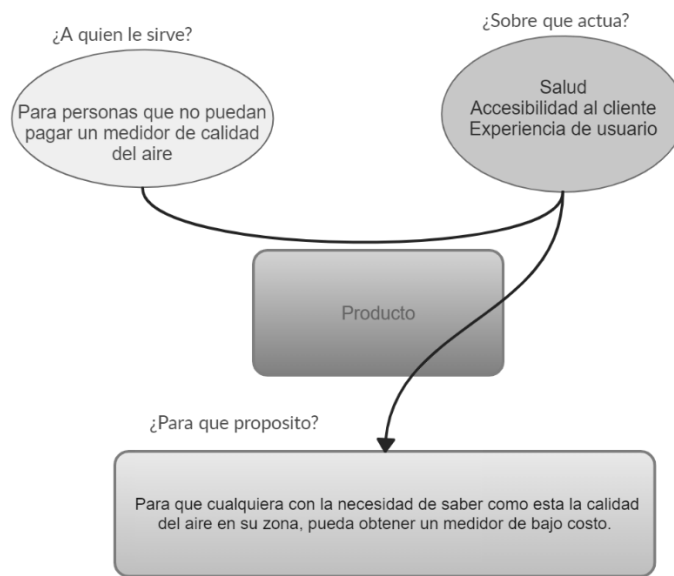 ¿A quien le sirve?
¿Sobre que actua?
Para personas que no puedan
pagar un medidor de calidad
del aire
Salud
Accesibilidad al cliente
Experiencia de usuario
Producto
¿Para que proposito?
Para que cualquiera con la necesidad de saber como esta la calidad
del aire en su zona, pueda obtener un medidor de bajo costo.